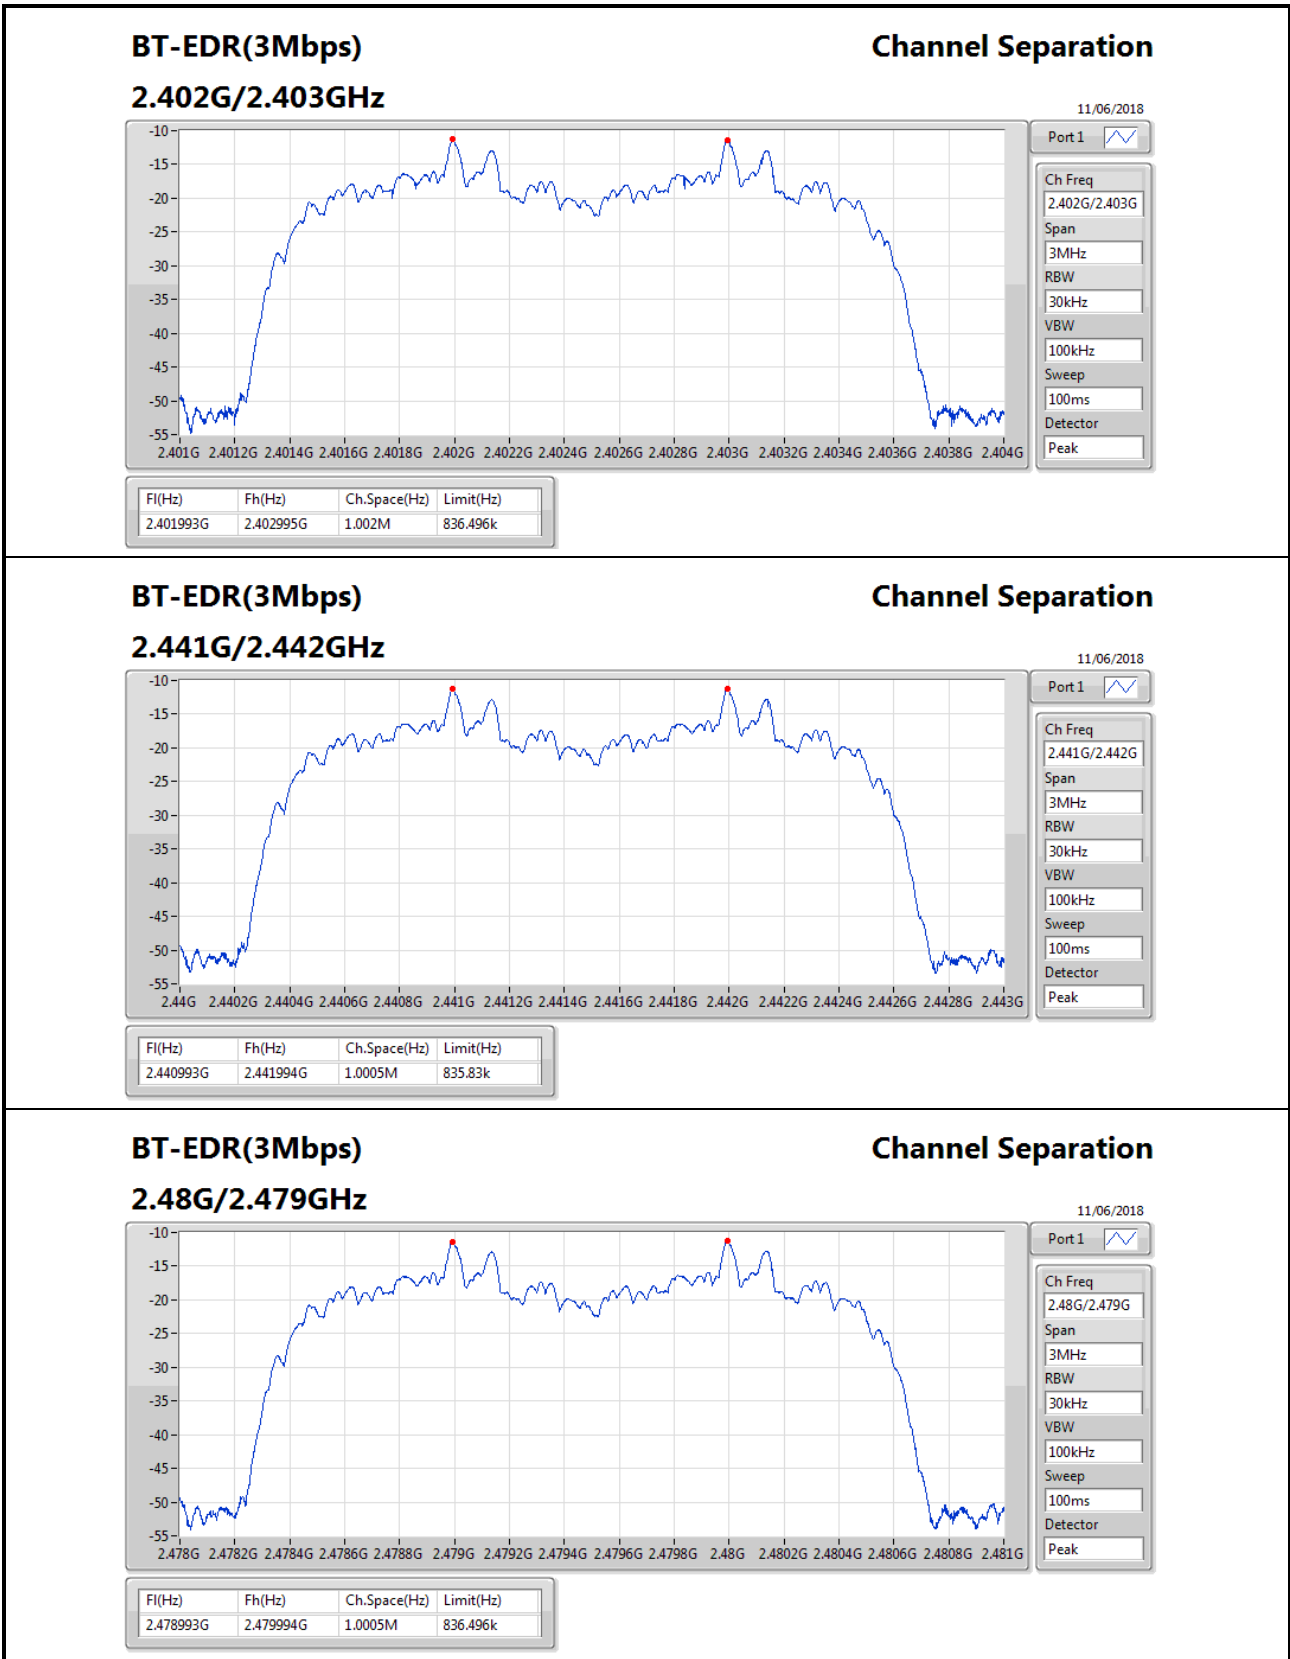 BT-EDR(3Mbps) Channel Separation
2.402G/2.403GHz
11/06/2018
Port 1
-10
-15
-20
-25
-30
-35
-40
-45
-50
-55
2.401G 2.4012G 2.4014G 2.4016G 2.4018G 2.402G 2.4022G 2.4024G 2.4026G 2.4028G 2.403G 2.4032G 2.4034G 2.4036G 2.4038G 2.404G
Ch Freq
2.402G/2.403G
Span
3MHz
RBW
30kHz
VBW
100kHz
Sweep
100ms
Detector
Peak
Fl(Hz) Fh(Hz) Ch.Space(Hz) Limit(Hz)
2.401993G 2.402995G 1.002M 836.496k
BT-EDR(3Mbps) Channel Separation
2.441G/2.442GHz
11/06/2018
Port 1
-10
-15
-20
-25
-30
-35
-40
-45
-50
-55
2.44G 2.4402G 2.4404G 2.4406G 2.4408G 2.441G 2.4412G 2.4414G 2.4416G 2.4418G 2.442G 2.4422G 2.4424G 2.4426G 2.4428G 2.443G
Ch Freq
2.441G/2.442G
Span
3MHz
RBW
30kHz
VBW
100kHz
Sweep
100ms
Detector
Peak
Fl(Hz) Fh(Hz) Ch.Space(Hz) Limit(Hz)
2.440993G 2.441994G 1.0005M 835.83k
BT-EDR(3Mbps) Channel Separation
2.48G/2.479GHz
11/06/2018
Port 1
-10
-15
-20
-25
-30
-35
-40
-45
-50
-55
2.478G 2.4782G 2.4784G 2.4786G 2.4788G 2.479G 2.4792G 2.4794G 2.4796G 2.4798G 2.48G 2.4802G 2.4804G 2.4806G 2.4808G 2.481G
Ch Freq
2.48G/2.479G
Span
3MHz
RBW
30kHz
VBW
100kHz
Sweep
100ms
Detector
Peak
Fl(Hz) Fh(Hz) Ch.Space(Hz) Limit(Hz)
2.478993G 2.479994G 1.0005M 836.496k